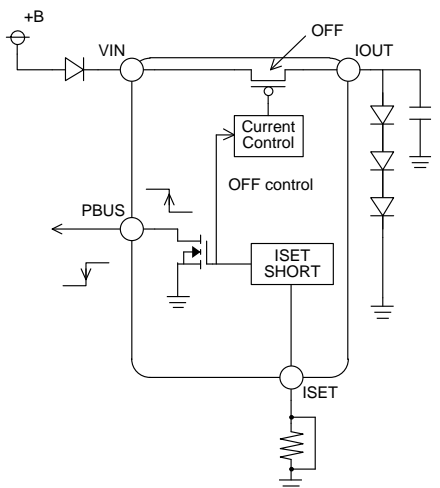 +B
VIN
OFF
IOUT
Current
Control
OFF control
PBUS
ISET
SHORT
ISET